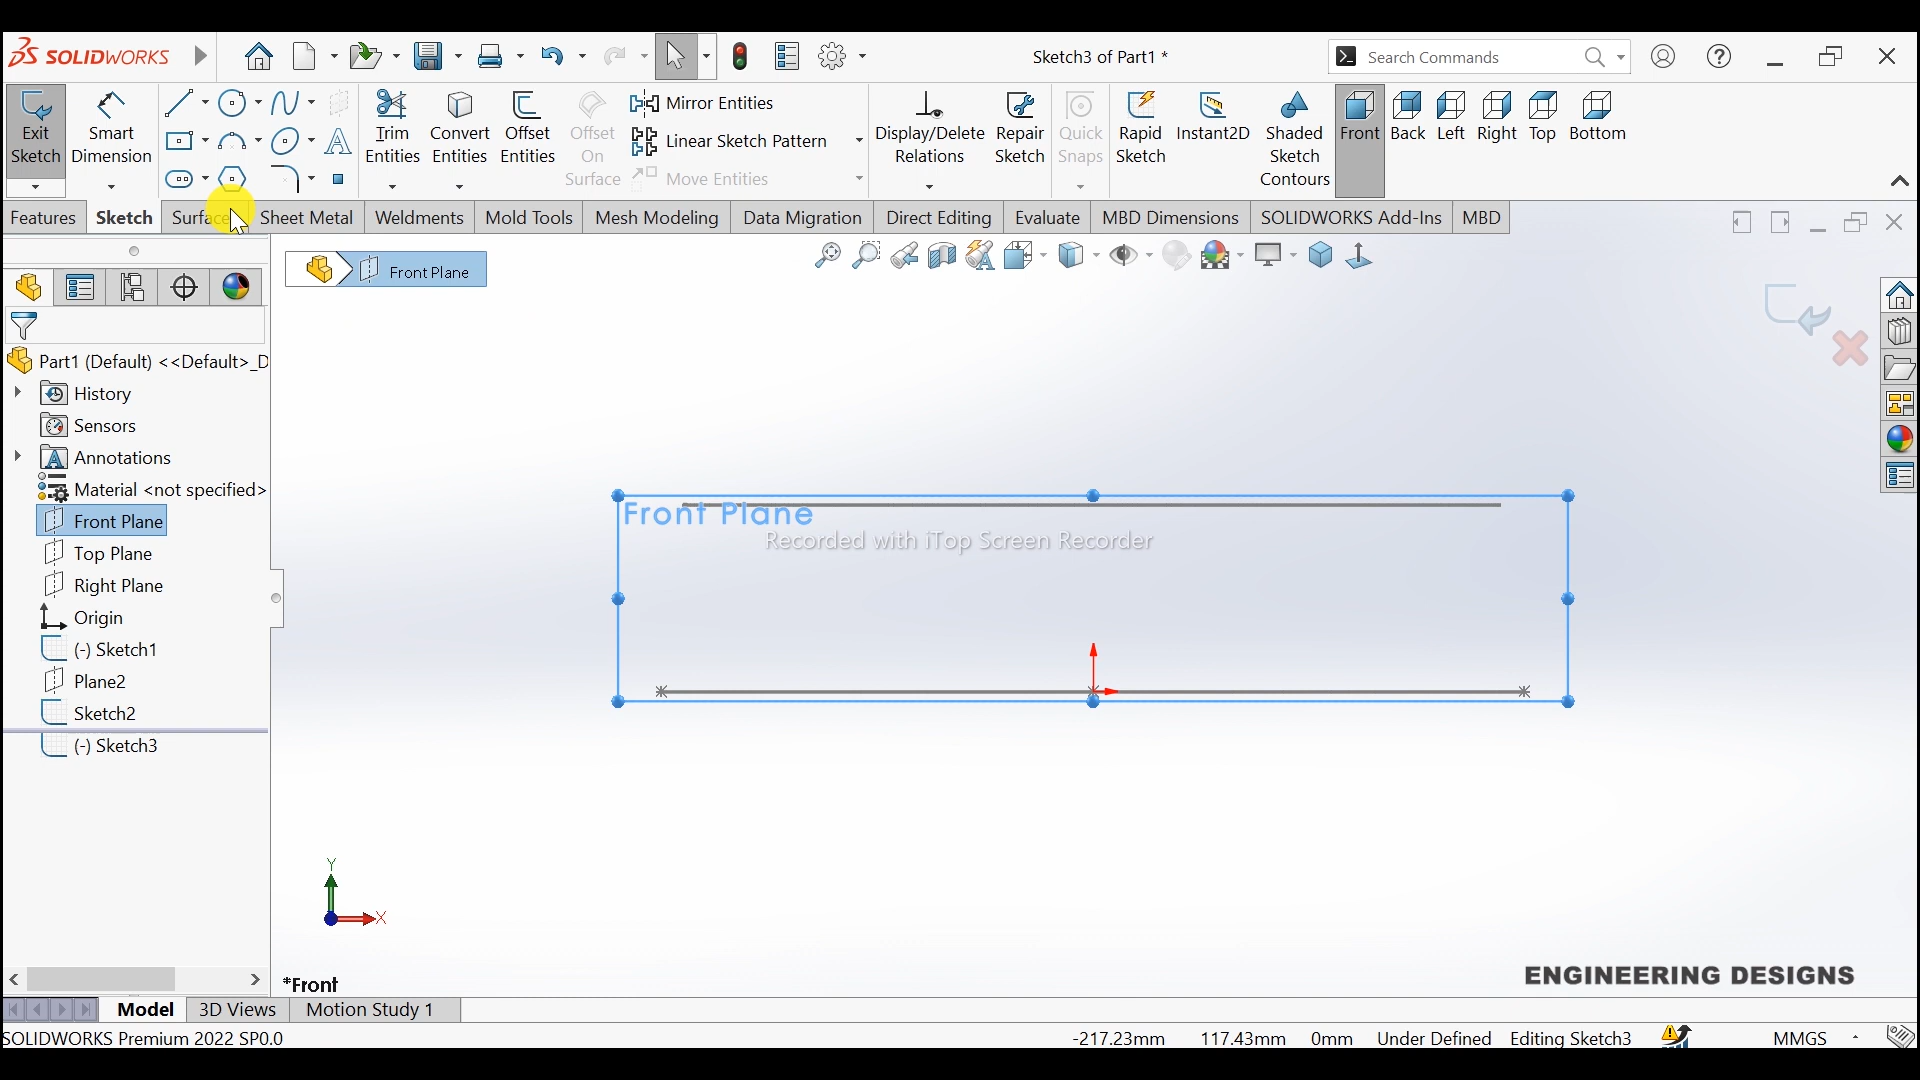 SOLIDWORKS
Sketch3 of Part1 *
Search Commands
Exit Sketch
Smart Dimension
Trim Entities
Convert Entities
Offset Entities
Offset On Surface
Mirror Entities
Linear Sketch Pattern
Move Entities
Display/Delete Relations
Repair Sketch
Quick Snaps
Rapid Sketch
Instant2D
Shaded Sketch Contours
Front
Back
Left
Right
Top
Bottom
Features
Sketch
Surfaces
Sheet Metal
Weldments
Mold Tools
Mesh Modeling
Data Migration
Direct Editing
Evaluate
MBD Dimensions
SOLIDWORKS Add-Ins
MBD
Front Plane
Part1 (Default) <<Default>_D
History
Sensors
Annotations
Material <not specified>
Front Plane
Top Plane
Right Plane
Origin
(-) Sketch1
Plane2
Sketch2
(-) Sketch3
Front Plane
Recorded with iTop Screen Recorder
Y
X
*Front
ENGINEERING DESIGNS
Model
3D Views
Motion Study 1
SOLIDWORKS Premium 2022 SP0.0
-217.23mm
117.43mm
0mm
Under Defined
Editing Sketch3
MMGS